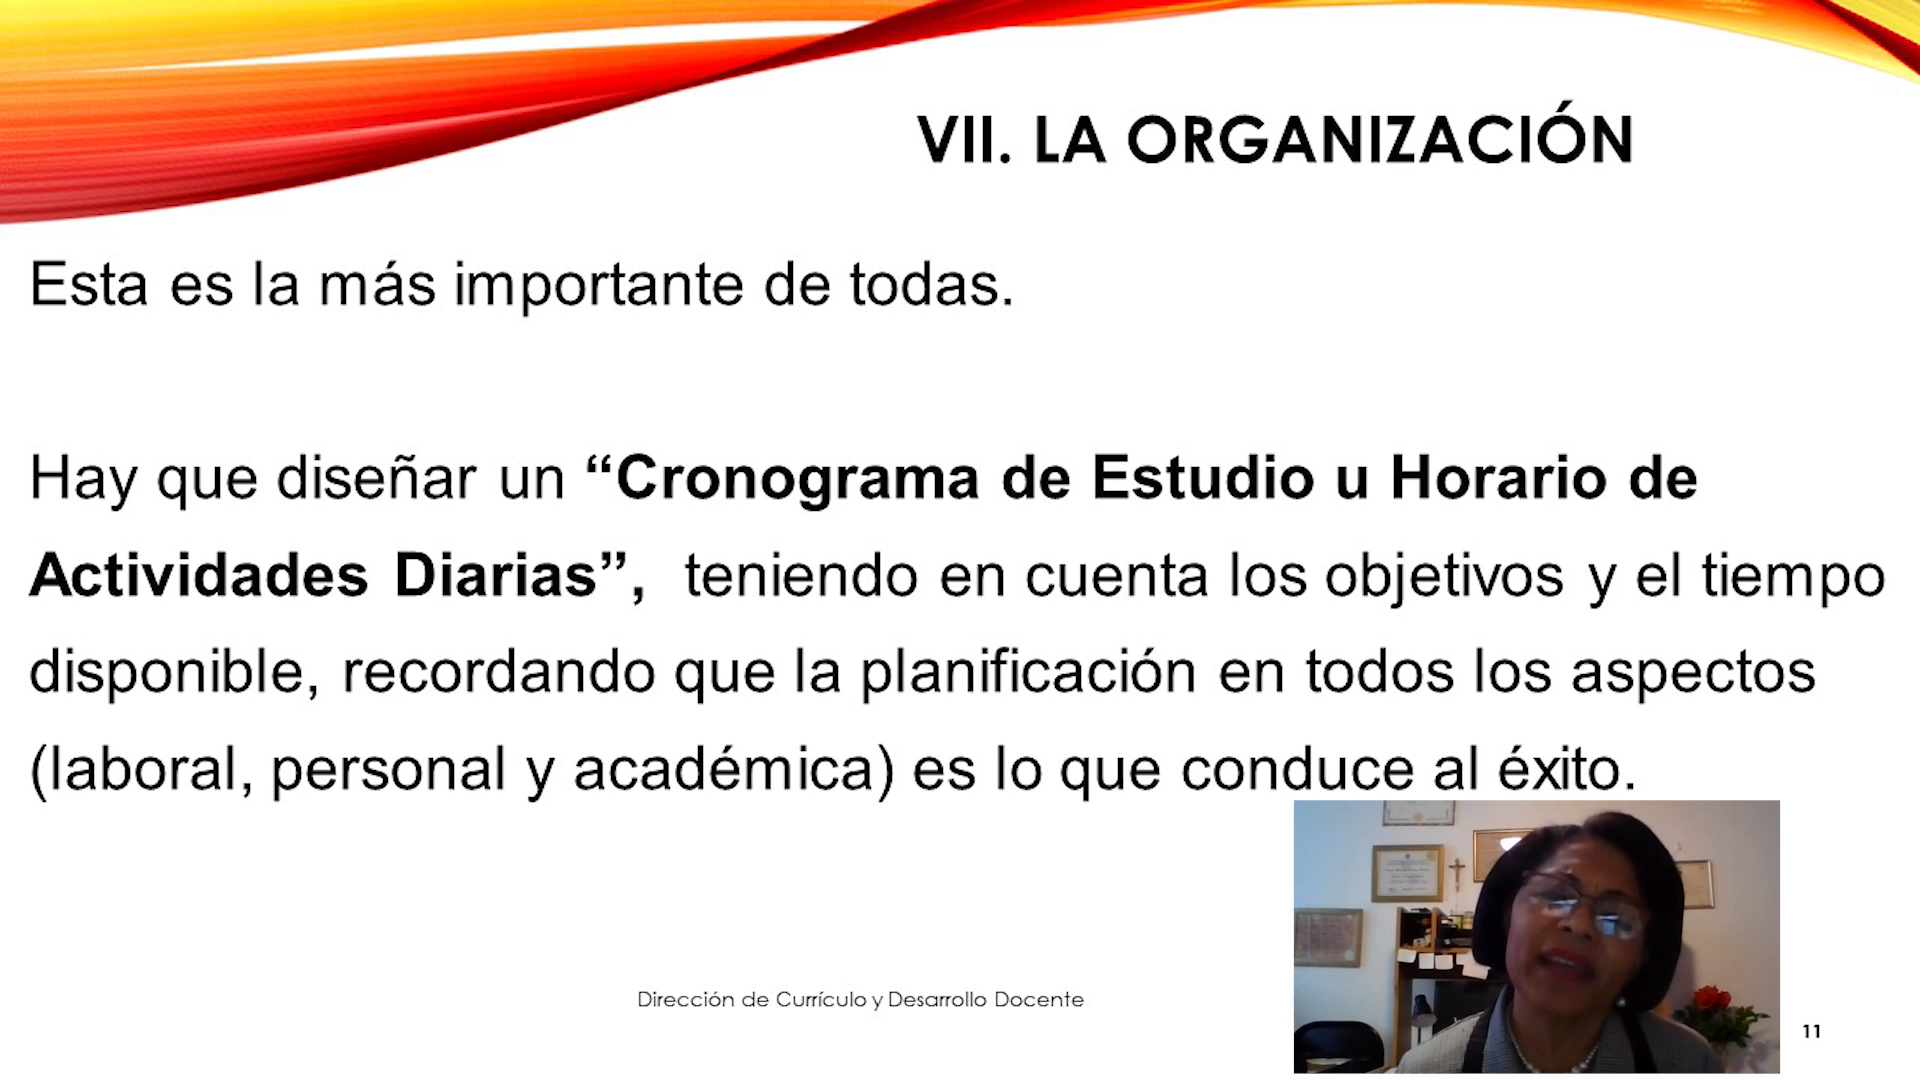 VII. LA ORGANIZACIÓN
Esta es la más importante de todas.
Hay que diseñar un “Cronograma de Estudio u Horario de
Actividades Diarias”, teniendo en cuenta los objetivos y el tiempo
disponible, recordando que la planificación en todos los aspectos
(laboral, personal y académica) es lo que conduce al éxito.
Dirección de Currículo y Desarrollo Docente
11